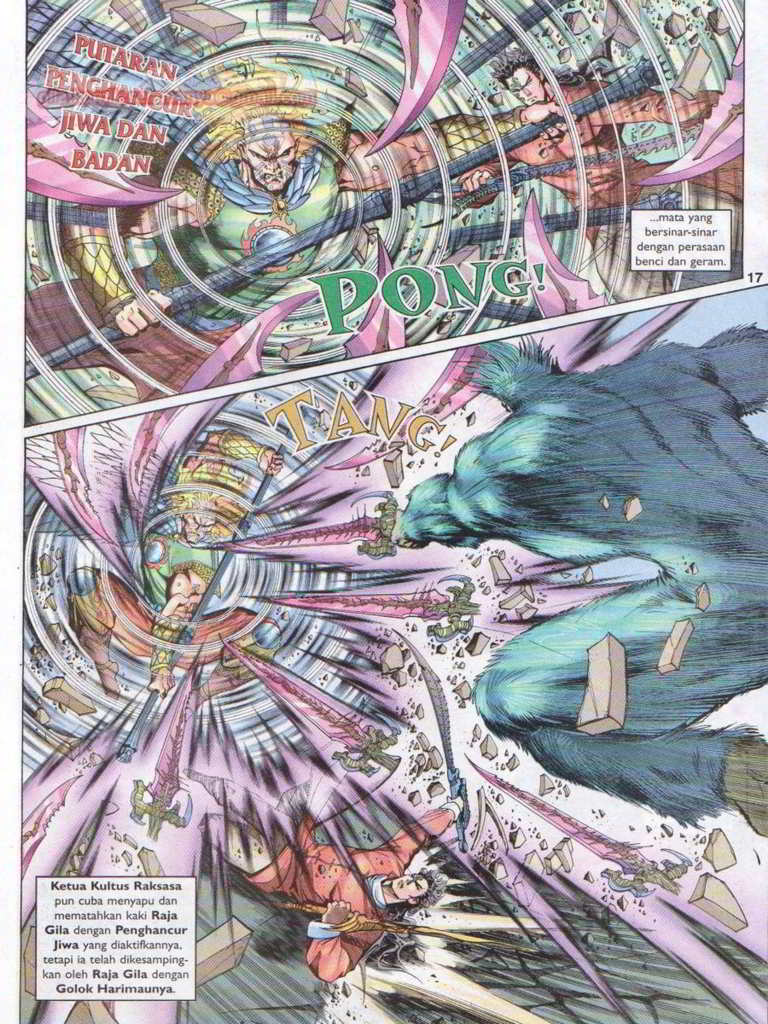 PUTARAN
PENGHANCUR
JIWA DAN
BADAN
...mata yang
bersinar-sinar
dengan perasaan
benci dan geram.
17
PONG!
TANG!
Ketua Kultus Raksasa
pun cuba menyapu dan
mematahkan kaki Raja
Gila dengan Penghancur
Jiwa yang diaktifkannya,
tetapi ia telah dikesamping-
kan oleh Raja Gila dengan
Golok Harimaunya.